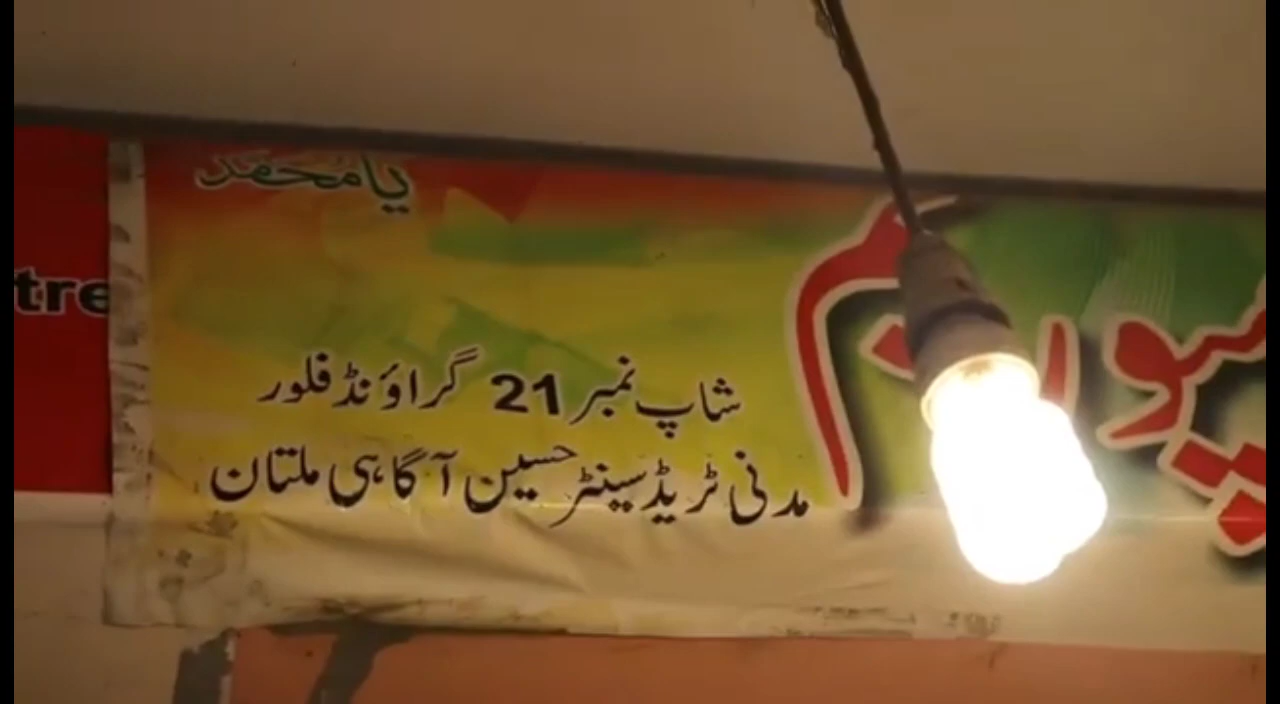 یا محمد
شاپ نمبر 21 گراؤنڈ فلور
مدنی ٹریڈ سینٹر حسین آگاہی ملتان
tre